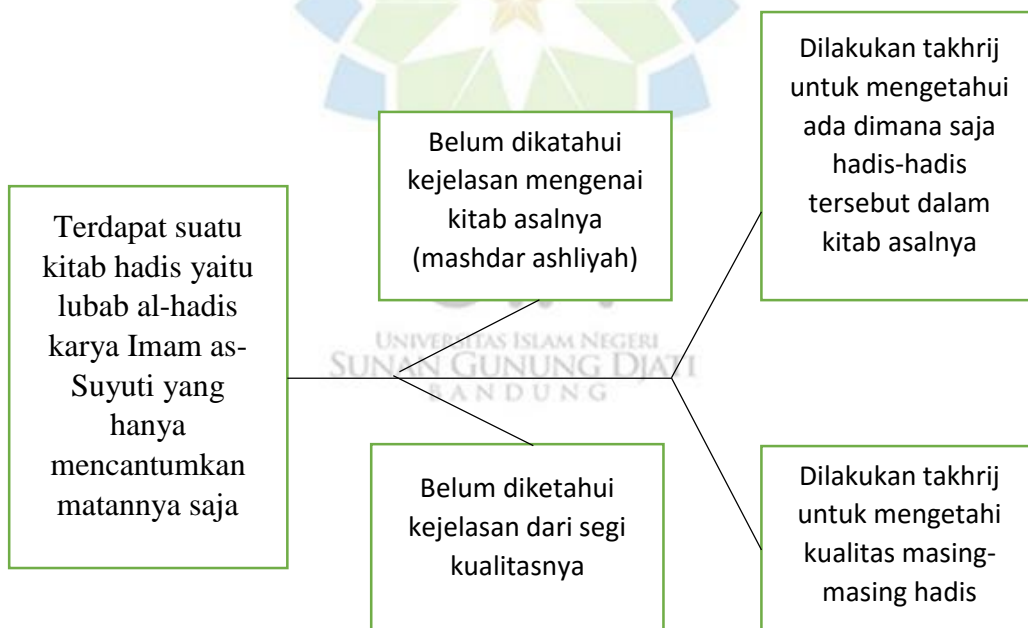 Terdapat suatu
kitab hadis yaitu
lubab al-hadis
karya Imam as-
Suyuti yang
hanya
mencantumkan
matannya saja
Belum dikatahui
kejelasan mengenai
kitab asalnya
(mashdar ashliyah)
Belum diketahui
kejelasan dari segi
kualitasnya
Dilakukan takhrij
untuk mengetahui
ada dimana saja
hadis-hadis
tersebut dalam
kitab asalnya
Dilakukan takhrij
untuk mengetahi
kualitas masing-
masing hadis
UNIVERSITAS ISLAM NEGERI
SUNAN GUNUNG DJATI
BANDUNG